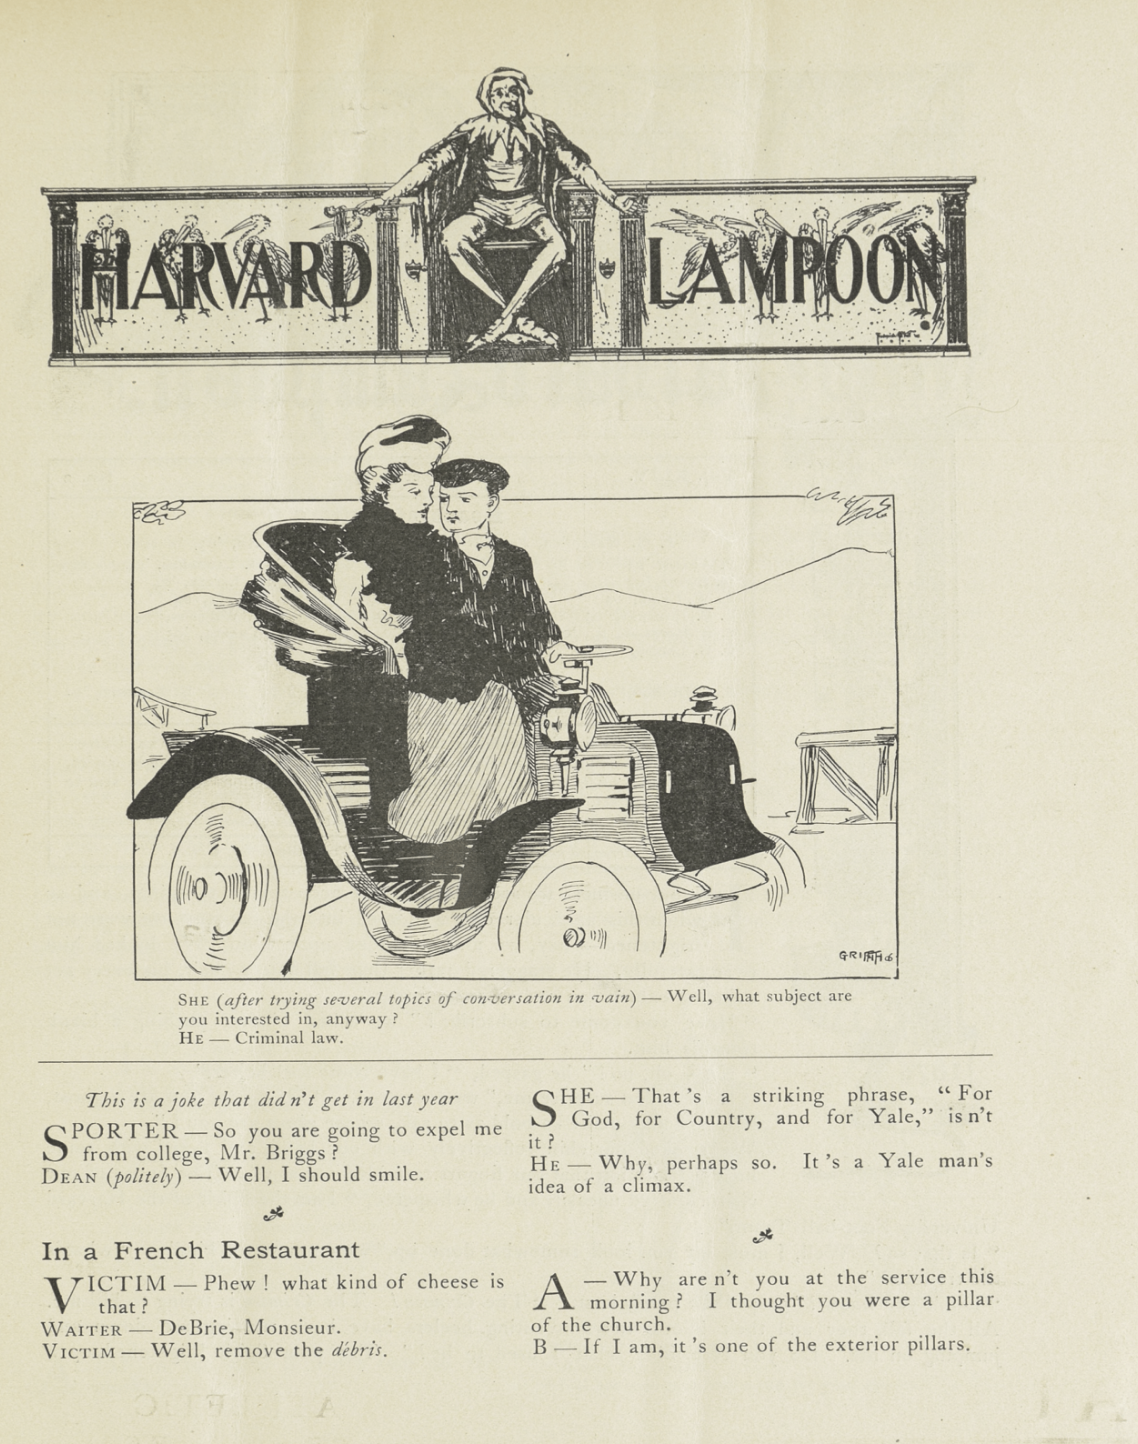 HARVARD LAMPOON
GRIFFITH 06
SHE (after trying several topics of conversation in vain) — Well, what subject are
you interested in, anyway?
HE — Criminal law.
This is a joke that didn't get in last year
SPORTER — So you are going to expel me
from college, Mr. Briggs?
DEAN (politely) — Well, I should smile.
In a French Restaurant
VICTIM — Phew! what kind of cheese is
that?
WAITER — DeBrie, Monsieur.
VICTIM — Well, remove the débris.
SHE — That's a striking phrase, "For
God, for Country, and for Yale," isn't
it?
HE — Why, perhaps so. It's a Yale man's
idea of a climax.
A — Why aren't you at the service this
morning? I thought you were a pillar
of the church.
B — If I am, it's one of the exterior pillars.